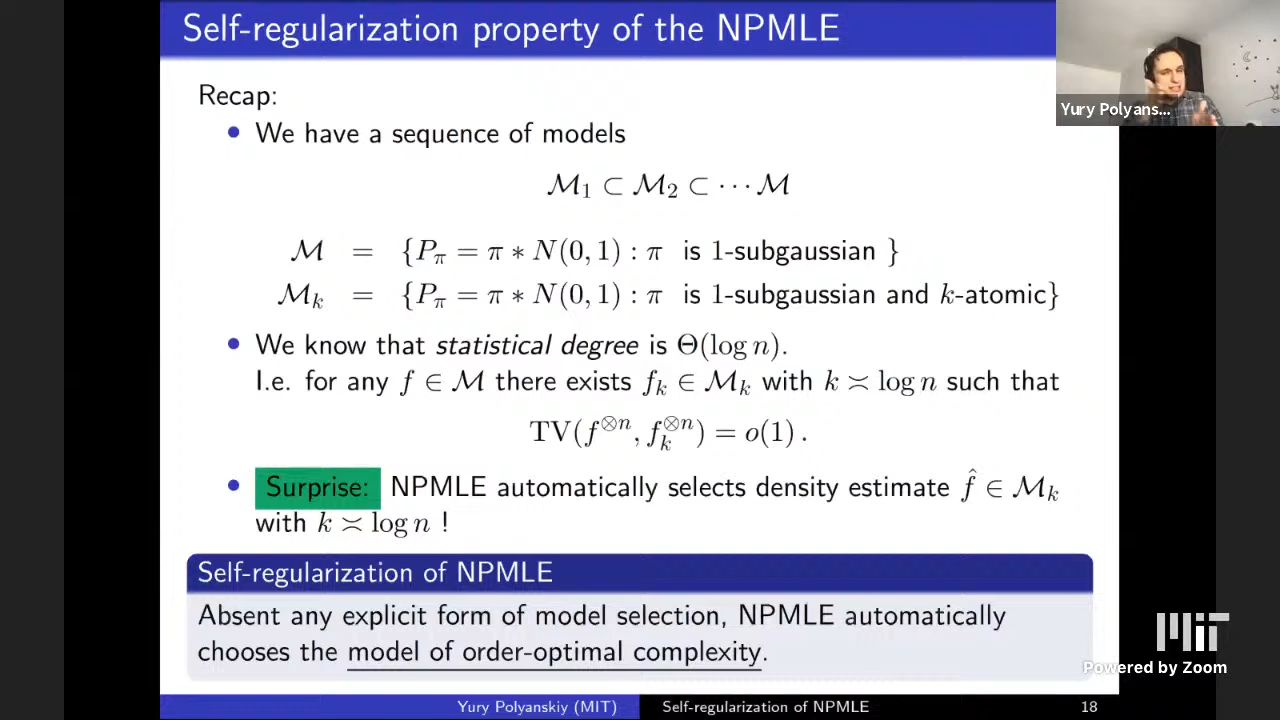 Self-regularization property of the NPMLE
Yury Polyans...
Recap:
We have a sequence of models
ℳ₁ ⊂ ℳ₂ ⊂ ⋯ ℳ
ℳ = {P_π = π ∗ N(0, 1) : π is 1-subgaussian }
ℳ_k = {P_π = π ∗ N(0, 1) : π is 1-subgaussian and k-atomic}
We know that statistical degree is Θ(log n).
I.e. for any f ∈ ℳ there exists f_k ∈ ℳ_k with k ≍ log n such that
TV(f^{⊗n}, f_k^{⊗n}) = o(1) .
Surprise: NPMLE automatically selects density estimate f̂ ∈ ℳ_k
with k ≍ log n !
Self-regularization of NPMLE
Absent any explicit form of model selection, NPMLE automatically
chooses the model of order-optimal complexity.
MIT
Powered by Zoom
Yury Polyanskiy (MIT) Self-regularization of NPMLE 18